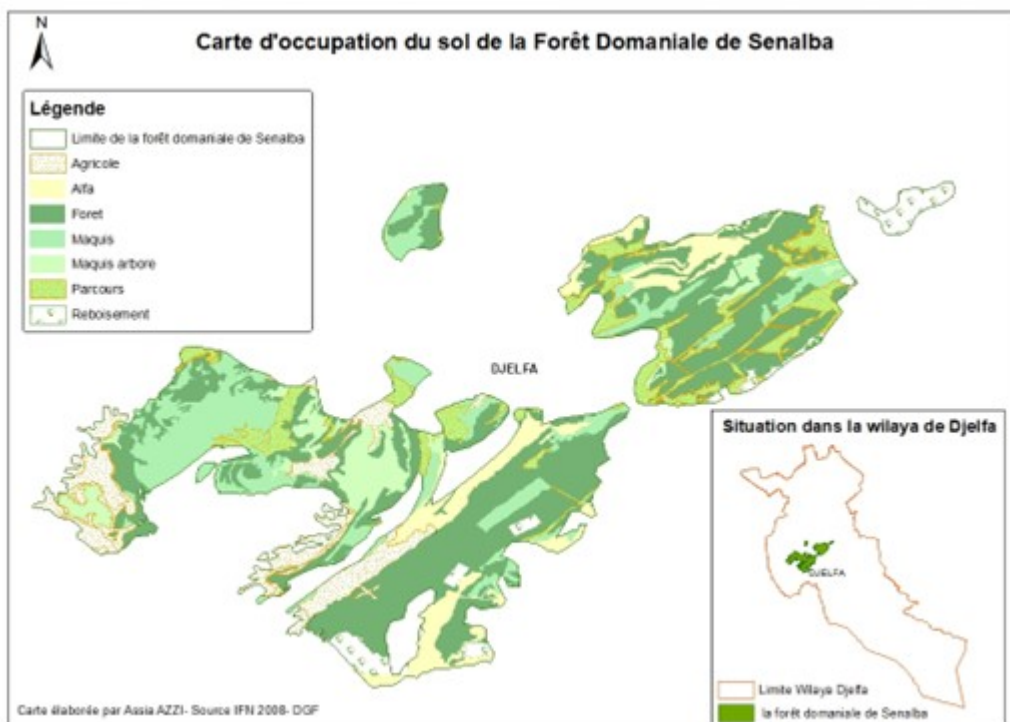 N
Carte d'occupation du sol de la Forêt Domaniale de Senalba
Légende
Limite de la forêt domaniale de Senalba
Agricole
Alfa
Foret
Maquis
Maquis arbore
Parcours
Reboisement
DJELFA
Situation dans la wilaya de Djelfa
DJELFA
Limite Wilaya Djelfa
la forêt domaniale de Senalba
Carte élaborée par Assia AZZI- Source IFN 2008- DGF